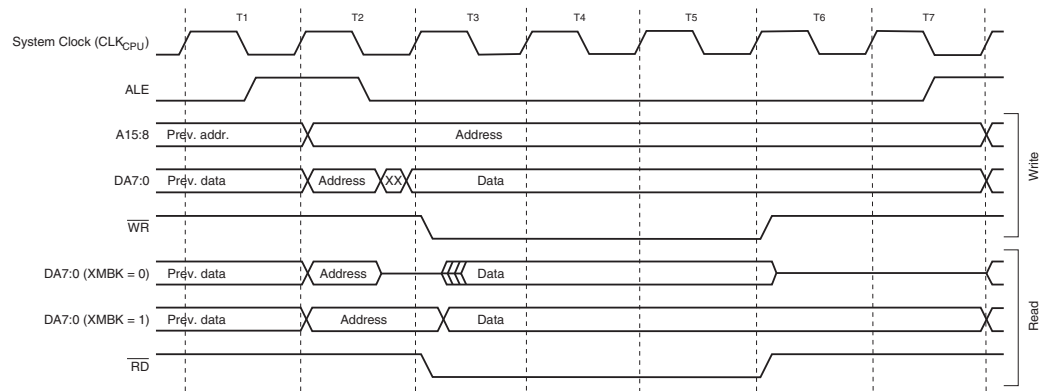 T1 T2 T3 T4 T5 T6 T7
System Clock (CLKCPU)
ALE
A15:8 Prev. addr. Address
DA7:0 Prev. data Address XX Data
WR
Write
DA7:0 (XMBK = 0) Prev. data Address Data
DA7:0 (XMBK = 1) Prev. data Address Data
RD
Read